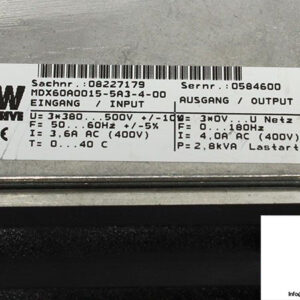 W
Sachnr.:08227179 Sernr.:0584600
MDX60A0015-5A3-4-00
EINGANG / INPUT AUSGANG / OUTPUT
U= 3*380...500V +/-10% U= 3*0V...U Netz
F= 50...60Hz +/-5% F= 0...180Hz
I= 3,6A AC (400V) I= 4,0A AC (400V)
T= 0...40 C P= 2,8kVA Lastart